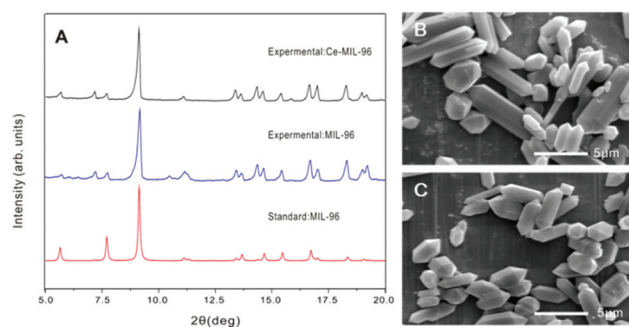 A
Expermental:Ce-MIL-96
Expermental:MIL-96
Standard:MIL-96
Intensity (arb. units)
5.0 7.5 10.0 12.5 15.0 17.5 20.0
2θ(deg)
B
5μm
C
5μm